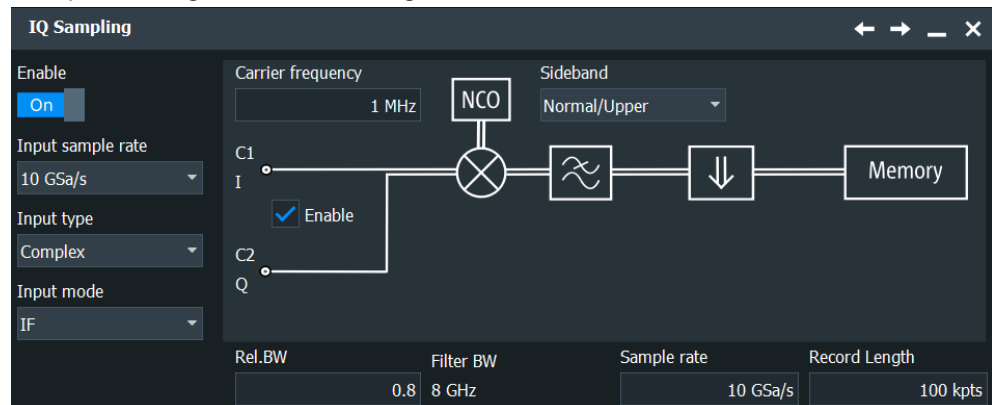 IQ Sampling
Enable
On
Input sample rate
10 GSa/s
Input type
Complex
Input mode
IF
Carrier frequency
1 MHz
NCO
Sideband
Normal/Upper
C1
I
Enable
C2
Q
Memory
Rel.BW
0.8
Filter BW
8 GHz
Sample rate
10 GSa/s
Record Length
100 kpts